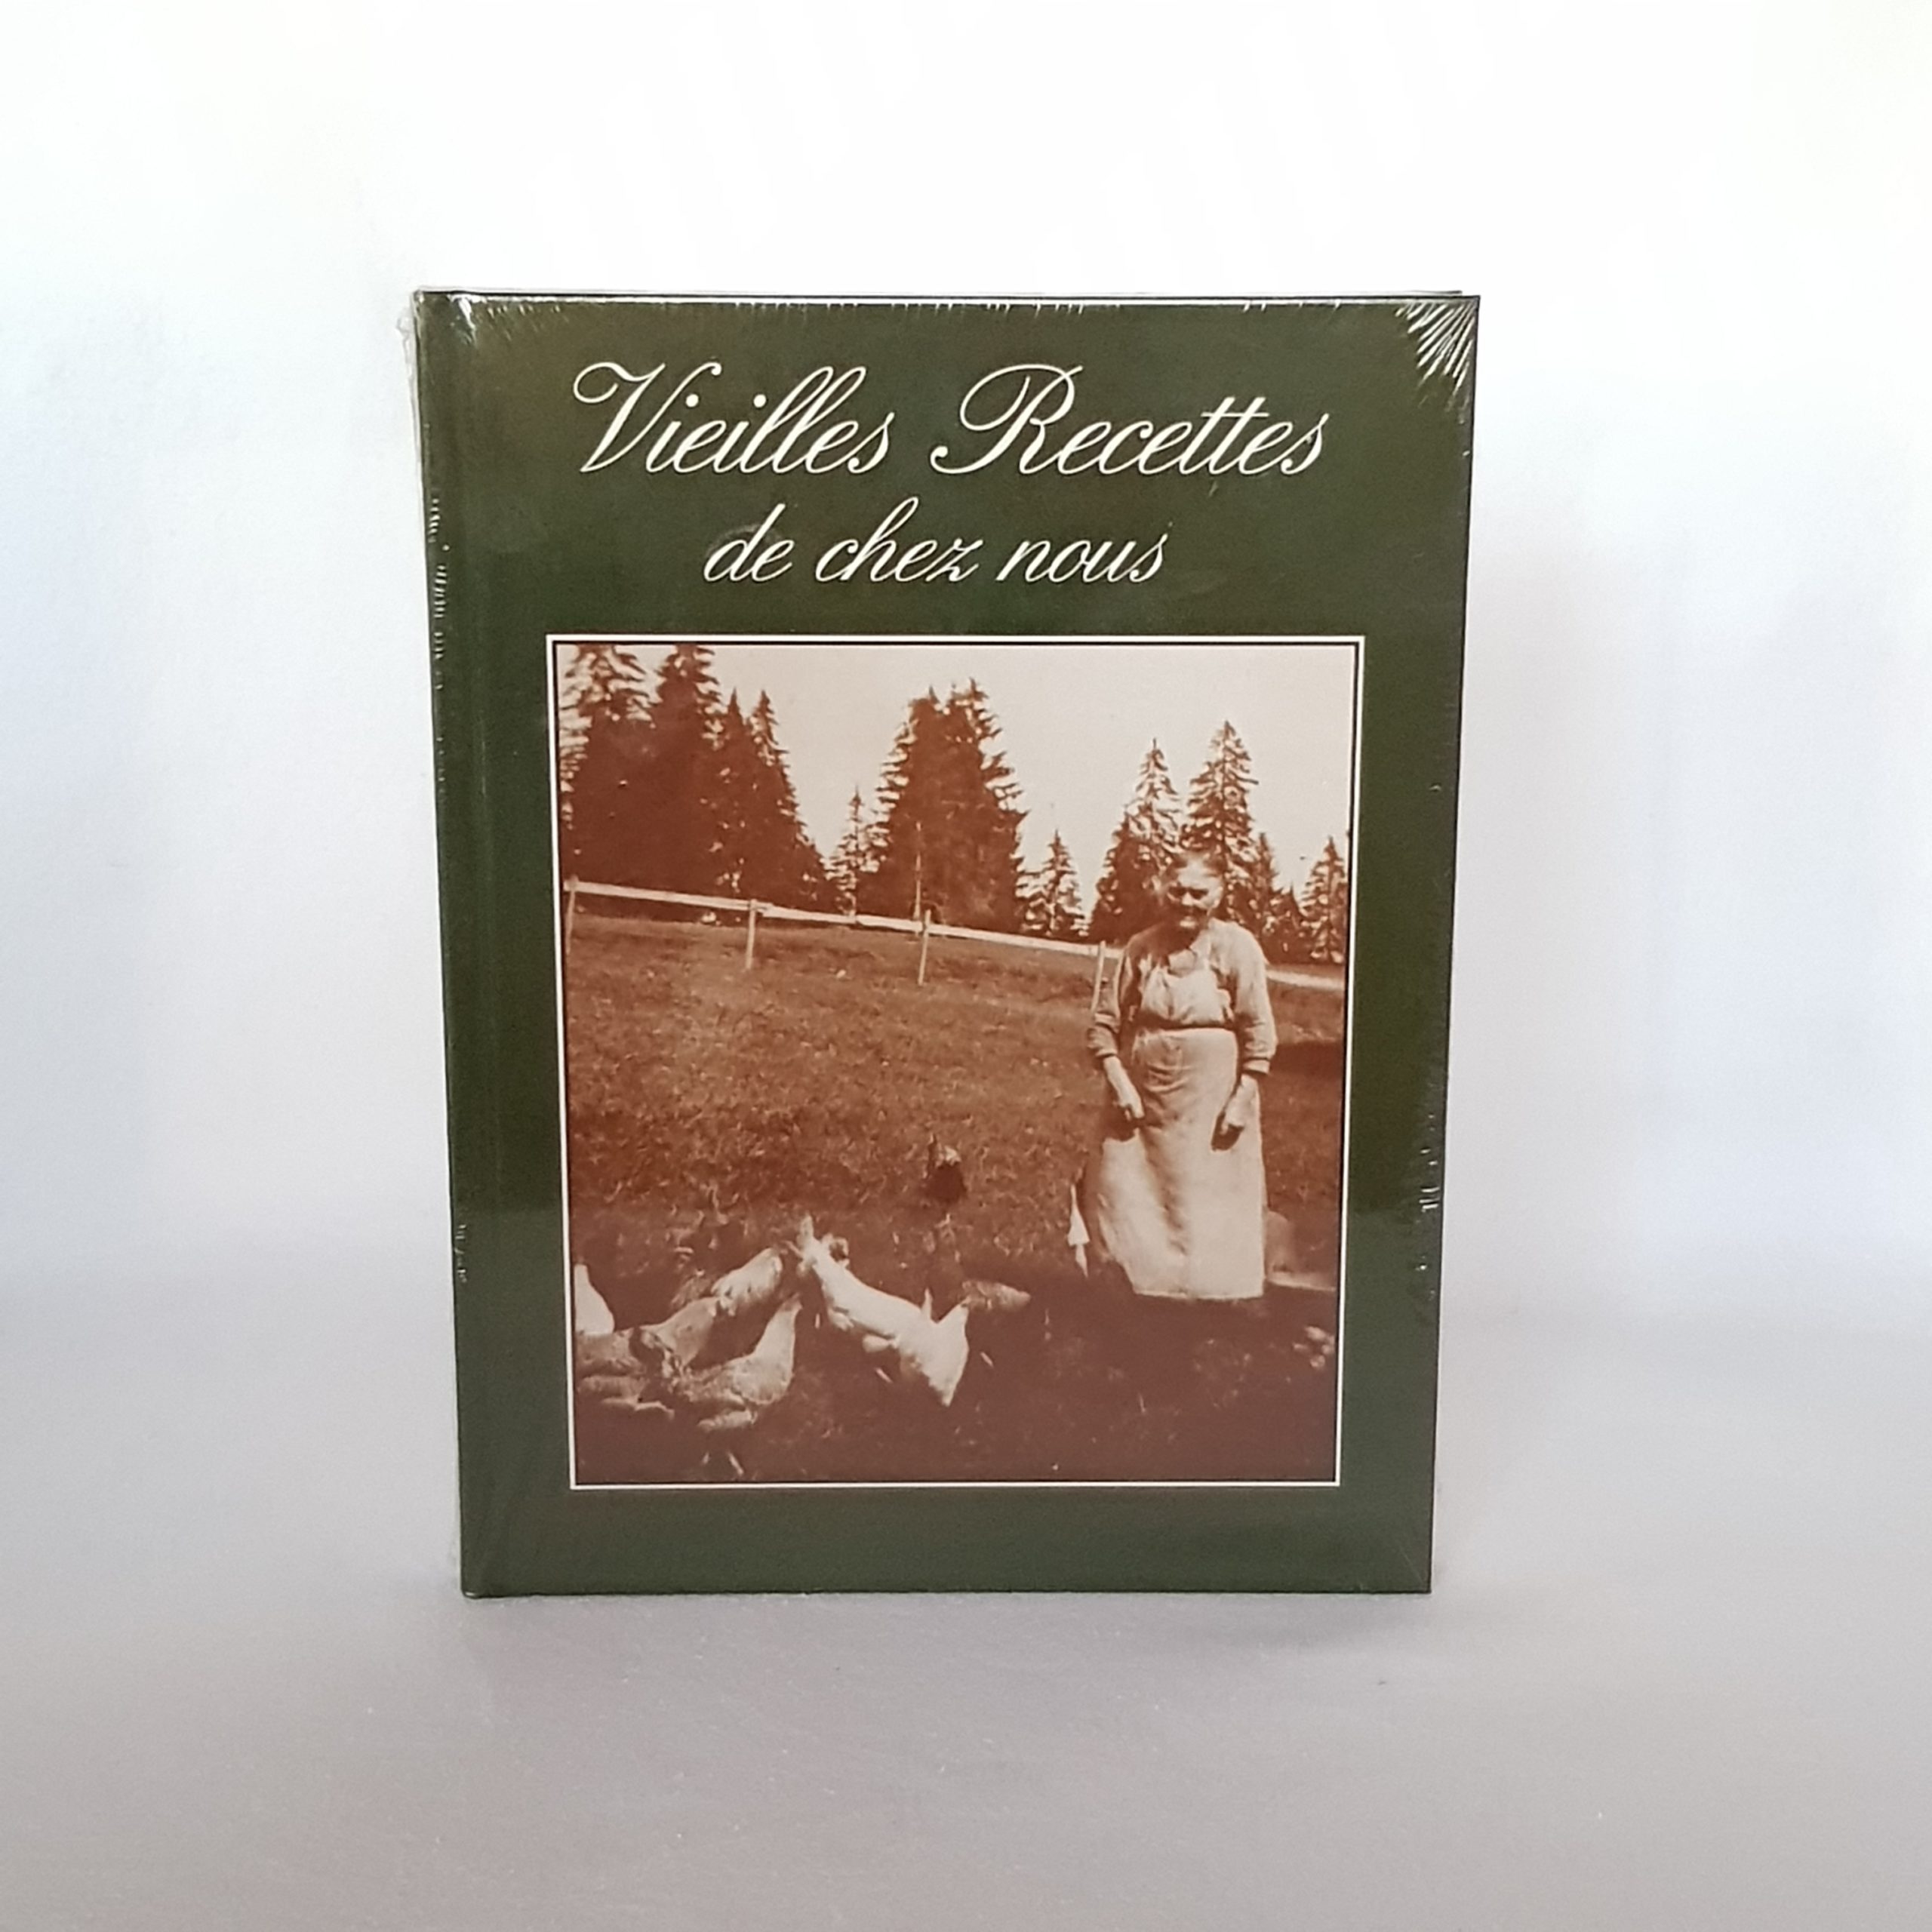 Vieilles Recettes
de chez nous